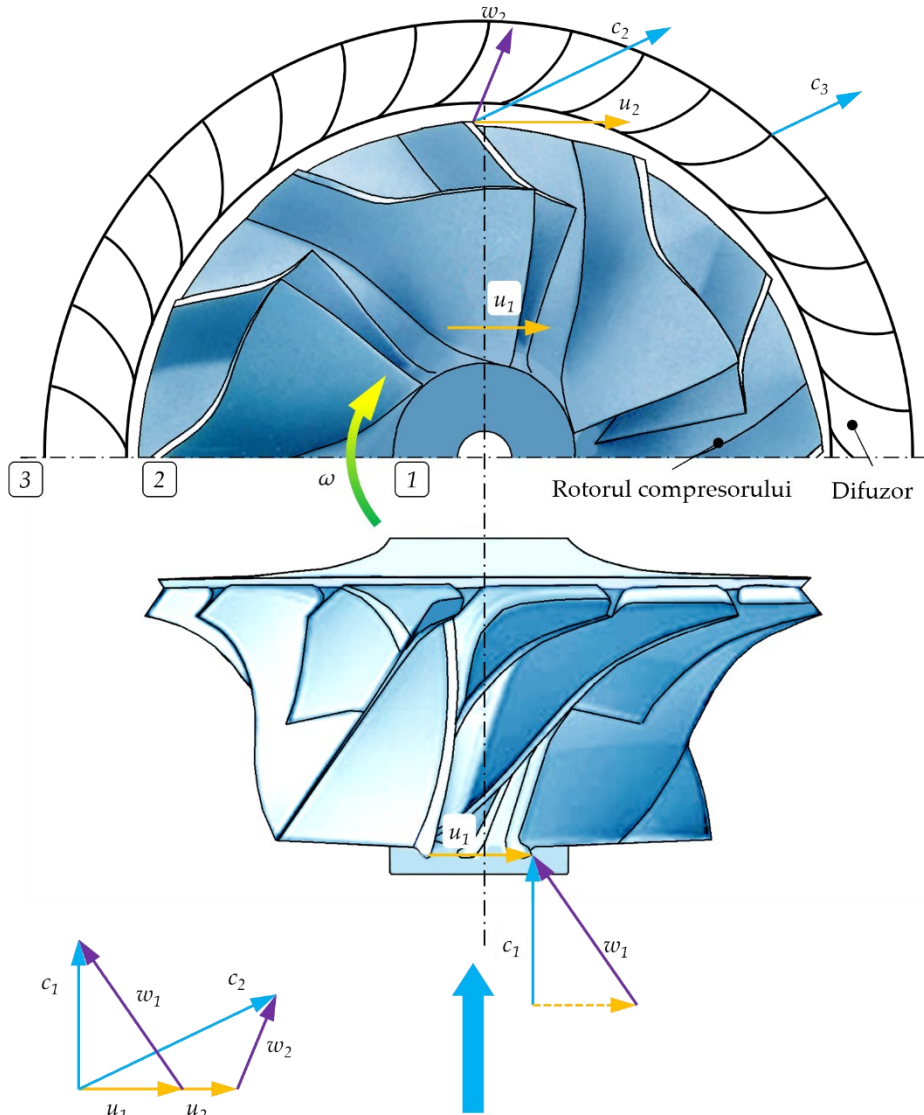 w₂
c₂
c₃
u₂
u₁
3
2
1
ω
Rotorul compresorului
Difuzor
u₁
c₁
w₁
c₁
w₁
c₂
w₂
u₁
u₂